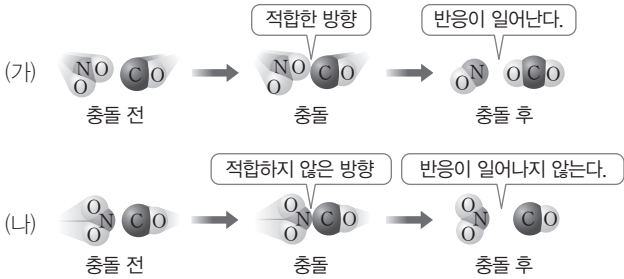 적합한 방향
반응이 일어난다.
(가)
N O O C O
N O O C O
O N O C O
충돌 전
충돌
충돌 후
적합하지 않은 방향
반응이 일어나지 않는다.
(나)
O N O C O
O N O C O
O N O C O
충돌 전
충돌
충돌 후